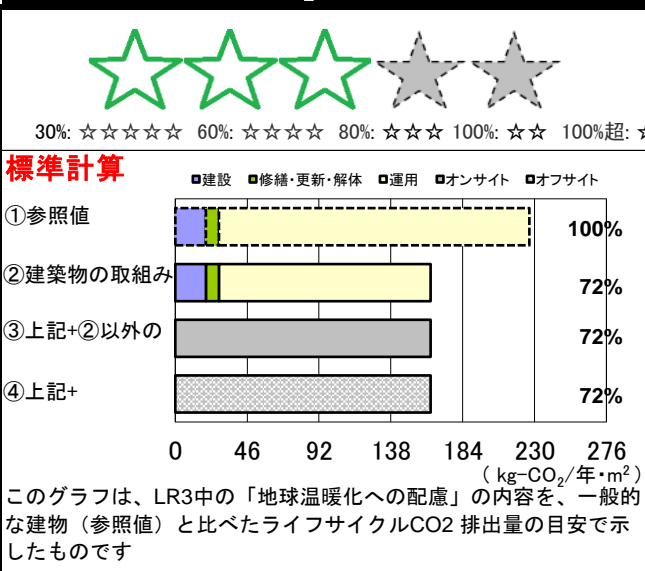 30%: ☆☆☆☆☆ 60%: ☆☆☆☆ 80%: ☆☆☆ 100%: ☆☆ 100%超: ☆
標準計算
建設 修繕・更新・解体 運用 オンサイト オフサイト
①参照値 100%
②建築物の取組み 72%
③上記+②以外の 72%
④上記+ 72%
0 46 92 138 184 230 276
( kg-CO₂/年・m²)
このグラフは、LR3中の「地球温暖化への配慮」の内容を、一般的
な建物（参照値）と比べたライフサイクルCO2 排出量の目安で示
したものです